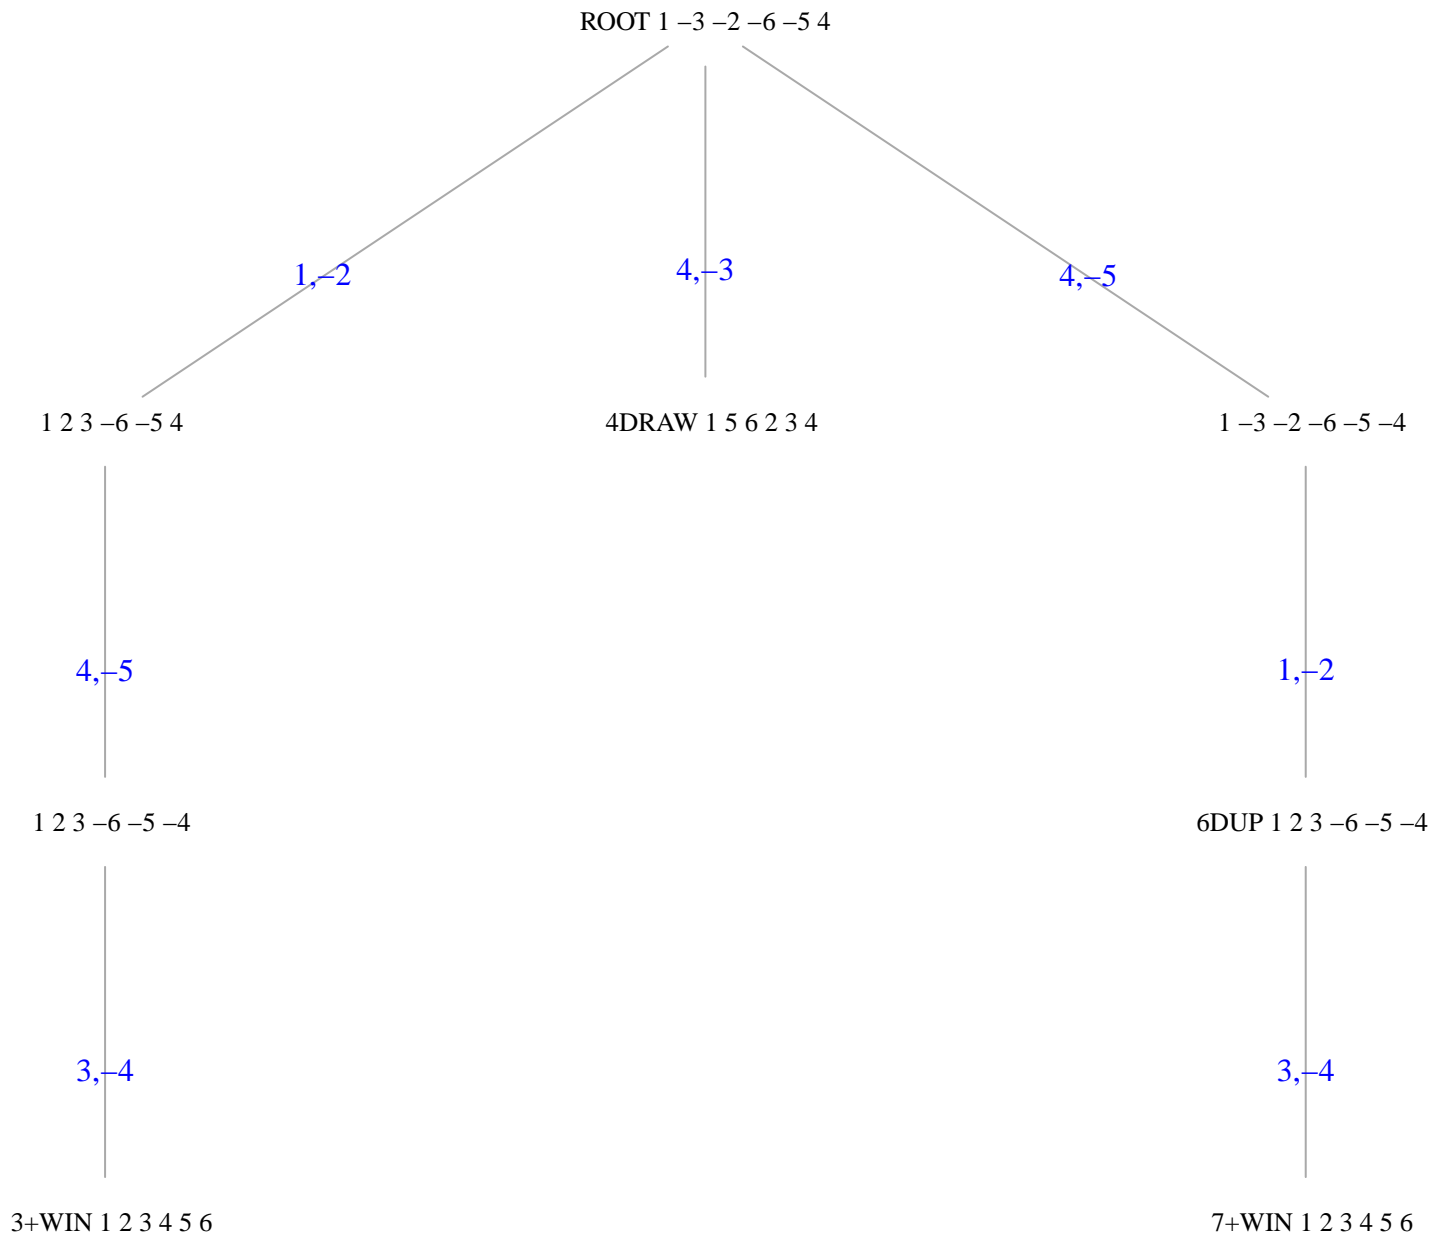 ROOT 1 –3 –2 –6 –5 4
1,–2
4,–3
4,–5
1 2 3 –6 –5 4
4DRAW 1 5 6 2 3 4
1 –3 –2 –6 –5 –4
4,–5
1,–2
1 2 3 –6 –5 –4
6DUP 1 2 3 –6 –5 –4
3,–4
3,–4
3+WIN 1 2 3 4 5 6
7+WIN 1 2 3 4 5 6